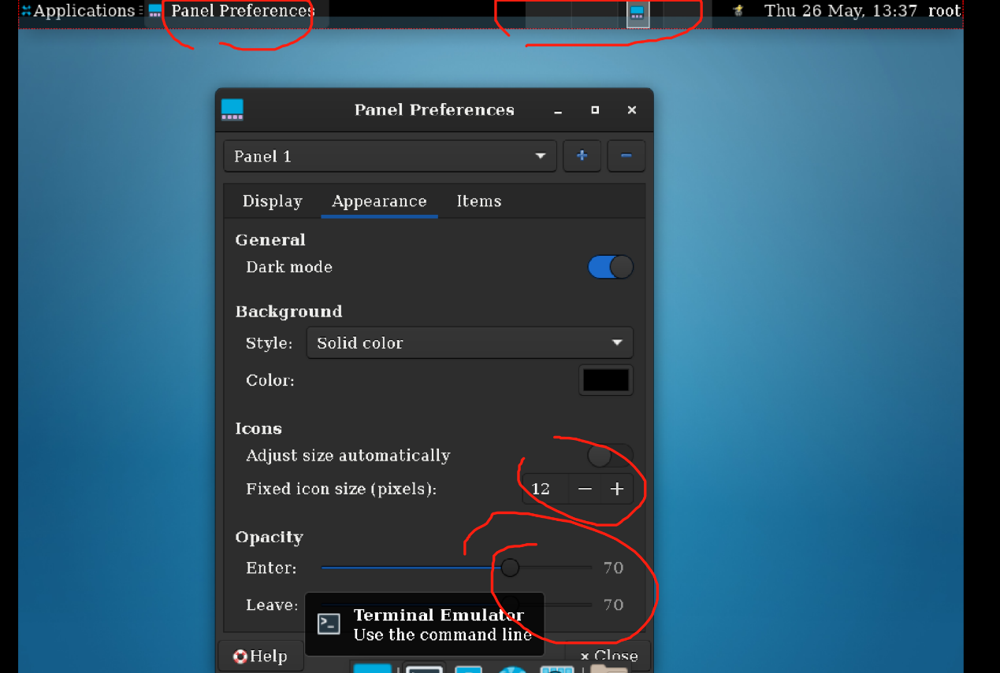 Applications Panel Preferences Thu 26 May, 13:37 root
Panel Preferences
Panel 1
Display Appearance Items
General
Dark mode
Background
Style: Solid color
Color:
Icons
Adjust size automatically
Fixed icon size (pixels): 12
Opacity
Enter: 70
Leave: 70
Terminal Emulator
Use the command line
Help Close